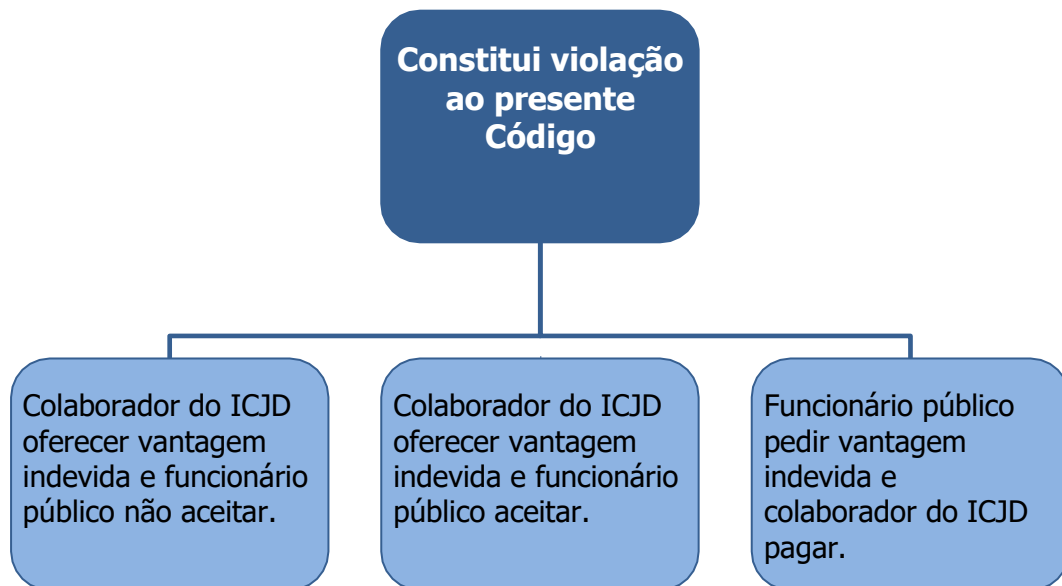 Constitui violação
ao presente
Código
Colaborador do ICJD
oferecer vantagem
indevida e funcionário
público não aceitar.
Colaborador do ICJD
oferecer vantagem
indevida e funcionário
público aceitar.
Funcionário público
pedir vantagem
indevida e
colaborador do ICJD
pagar.